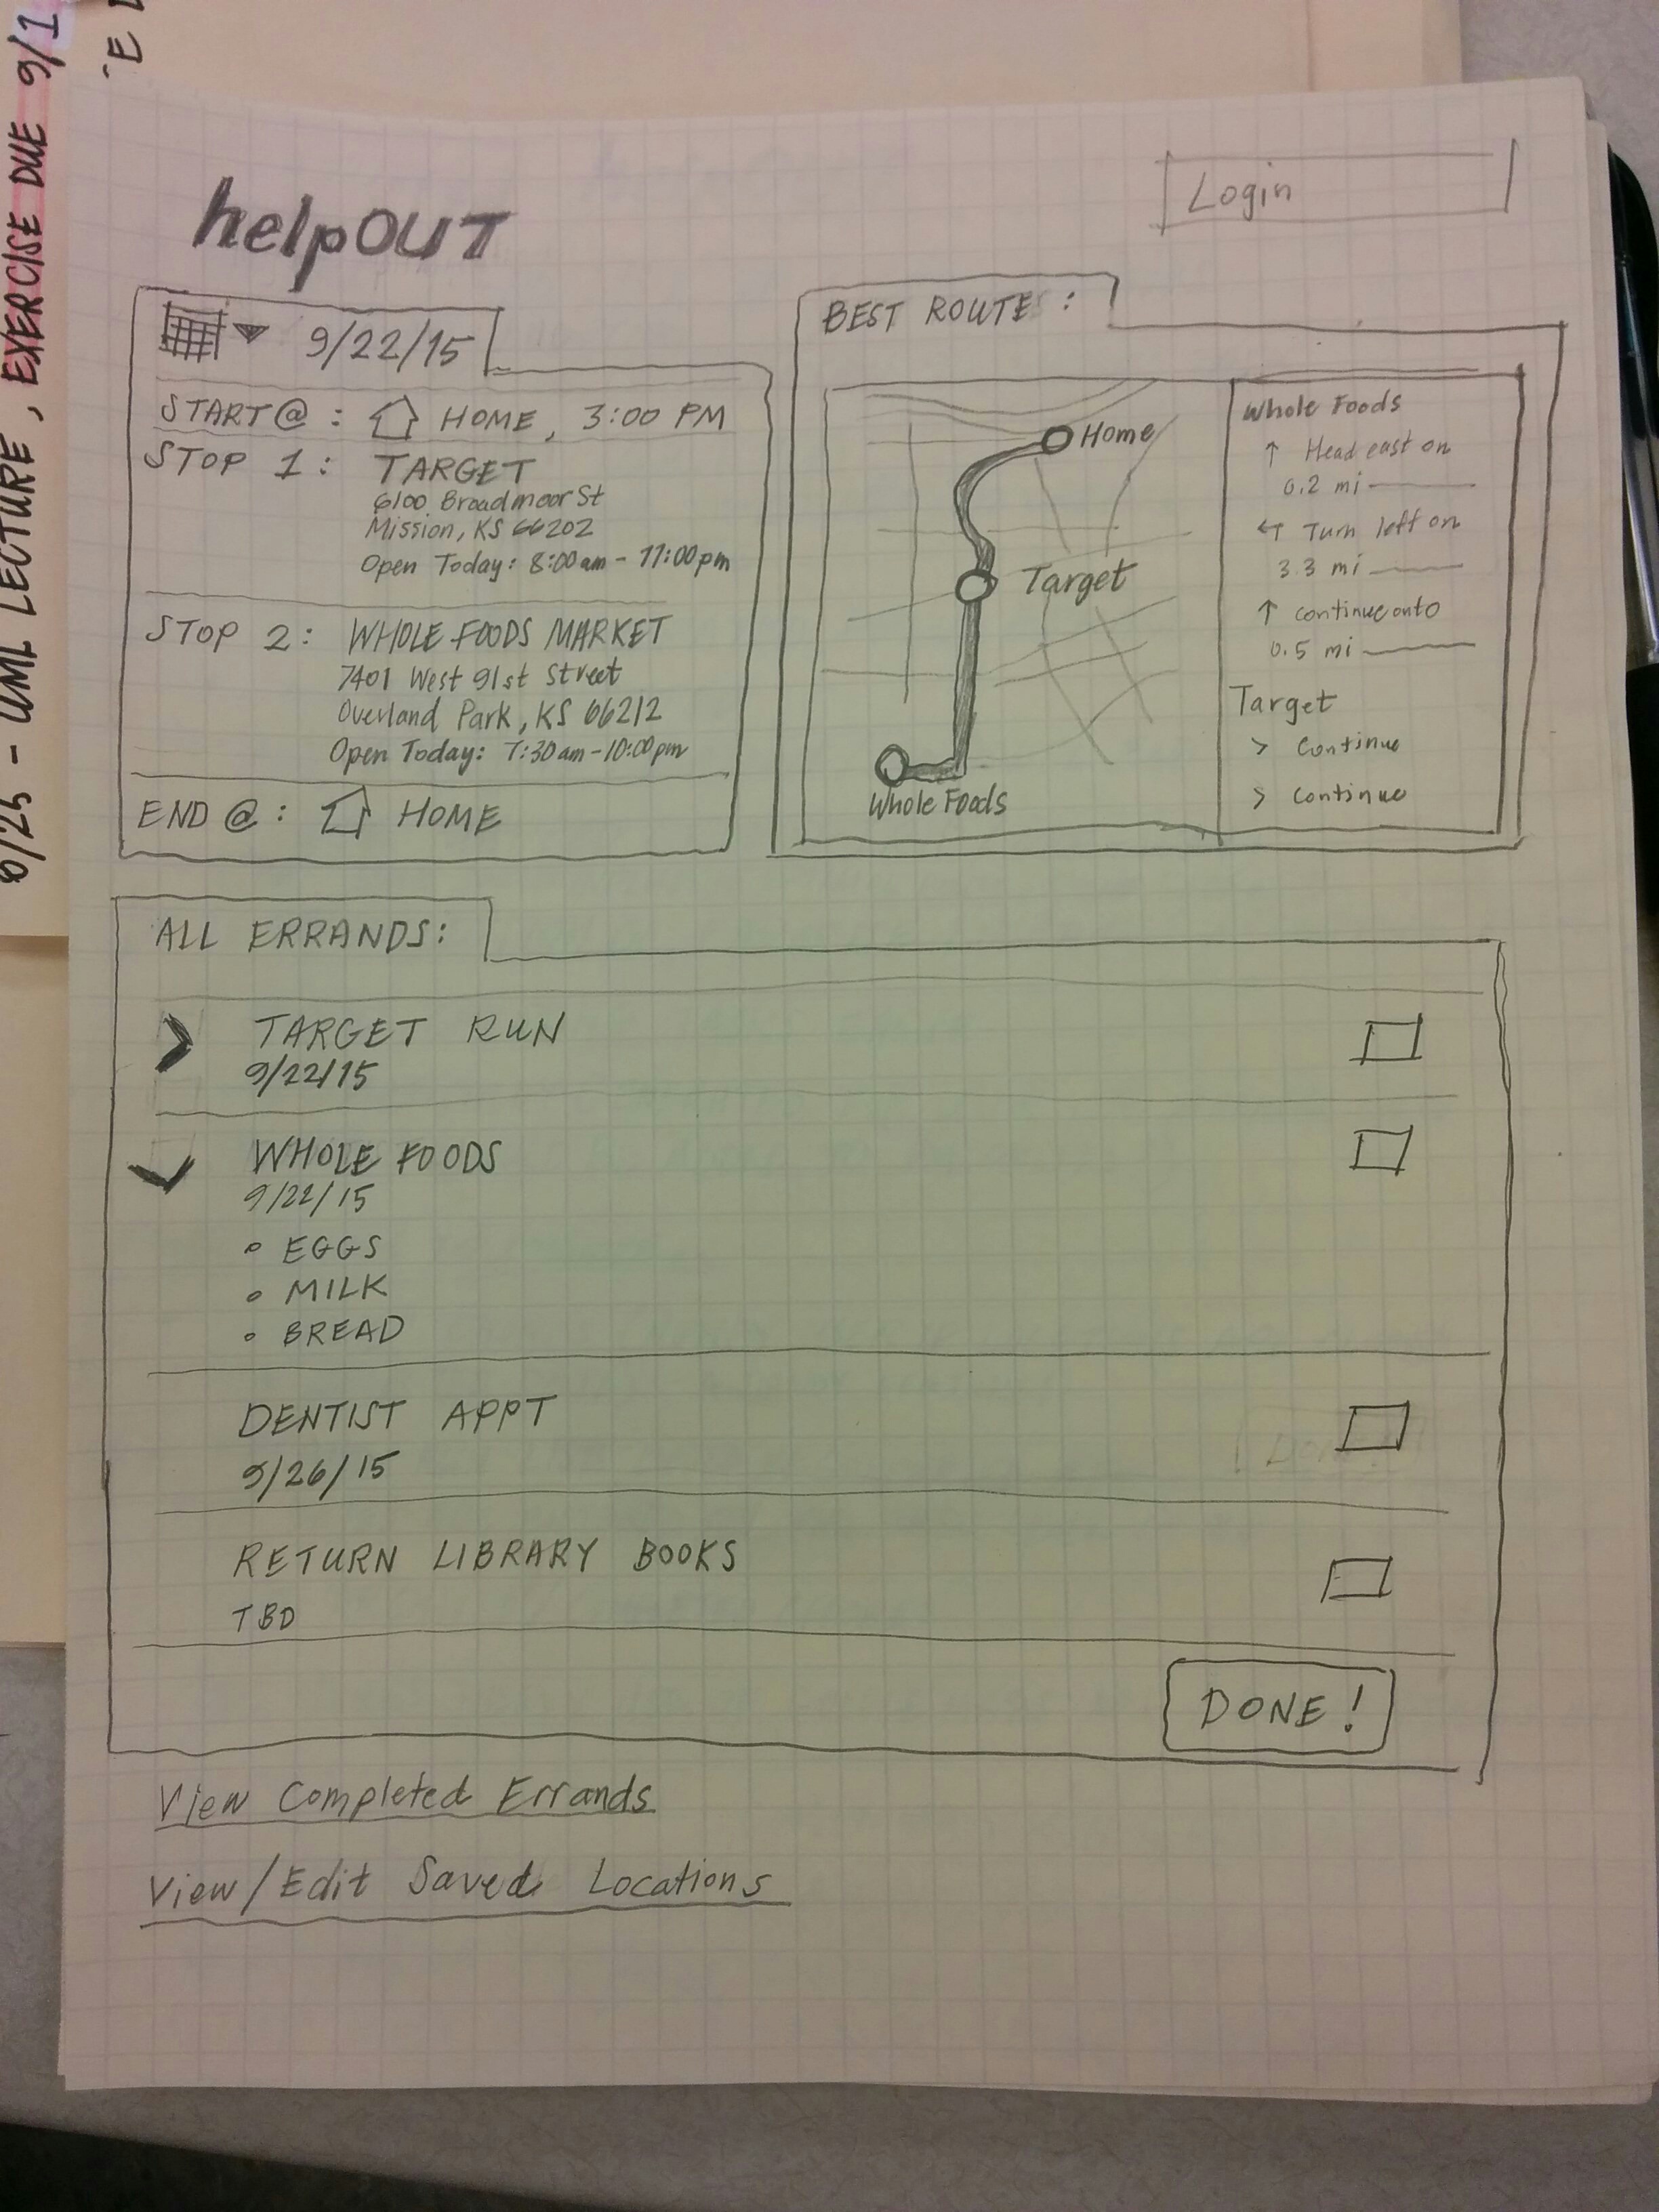 6/25 - UML LECTURE, EXERCISE DUE 9/1
helpOUT
Login
9/22/15
START@: HOME, 3:00 PM
STOP 1: TARGET
6100 Broadmoor St
Mission, KS 66202
Open Today: 8:00am - 11:00pm
STOP 2: WHOLE FOODS MARKET
7401 West 91st Street
Overland Park, KS 66212
Open Today: 7:30am - 10:00pm
END @: HOME
BEST ROUTE:
Home
Target
Whole Foods
Whole Foods
↑ Head east on
0.2 mi
↰ Turn left on
3.3 mi
↑ continue onto
0.5 mi
Target
> Continue
> Continue
ALL ERRANDS:
TARGET RUN
9/22/15
WHOLE FOODS
9/22/15
• EGGS
• MILK
• BREAD
DENTIST APPT
9/26/15
RETURN LIBRARY BOOKS
TBD
DONE!
View Completed Errands
View/Edit Saved Locations